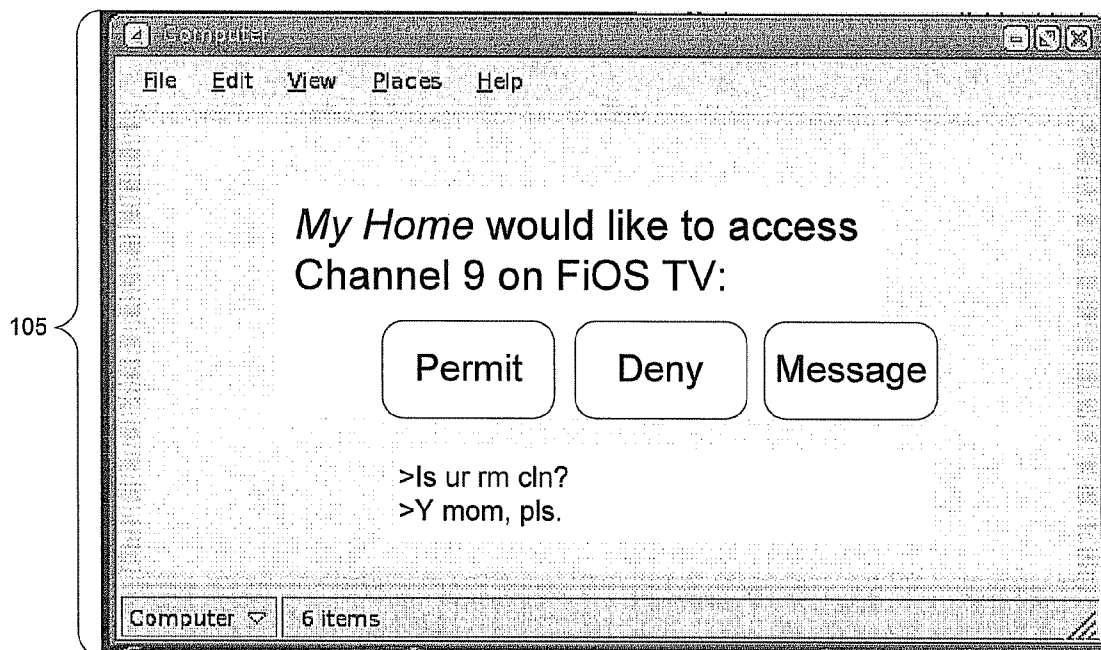 Computer
File Edit View Places Help
My Home would like to access
Channel 9 on FiOS TV:
Permit Deny Message
105
>Is ur rm cln?
>Y mom, pls.
Computer 6 items